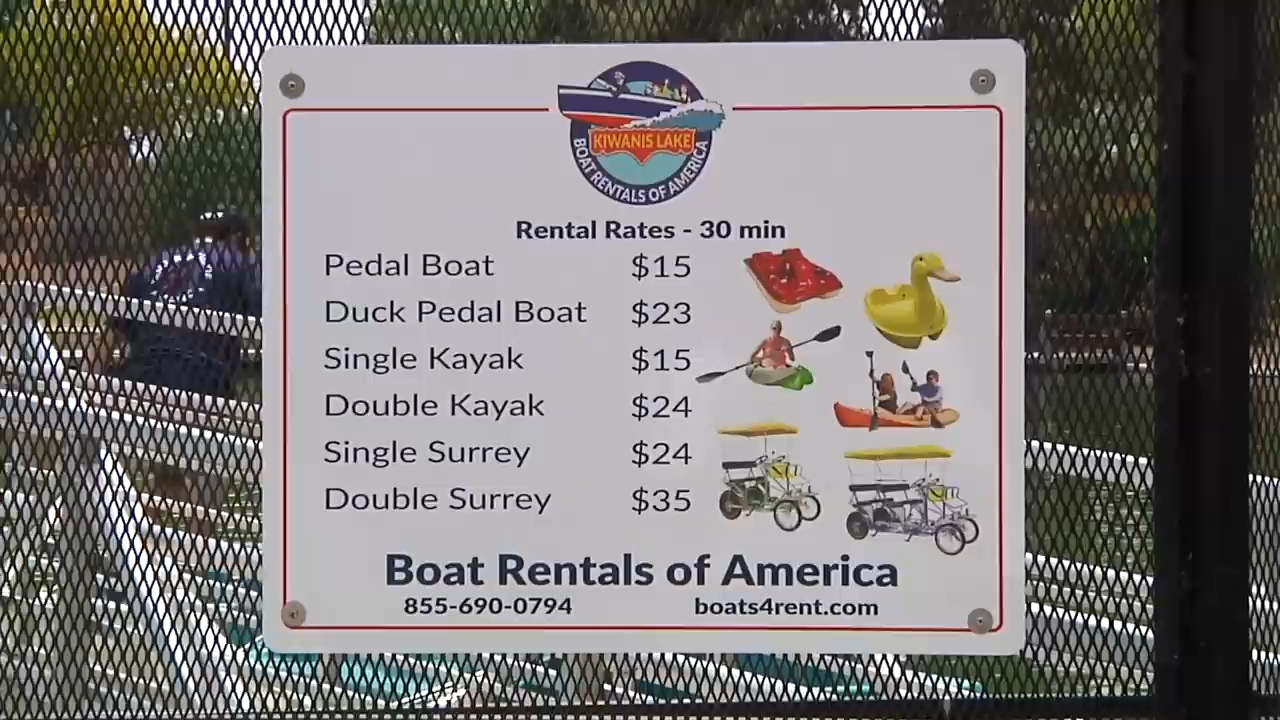 KIWANIS LAKE
BOAT RENTALS OF AMERICA
Rental Rates - 30 min
Pedal Boat $15
Duck Pedal Boat $23
Single Kayak $15
Double Kayak $24
Single Surrey $24
Double Surrey $35
Boat Rentals of America
855-690-0794 boats4rent.com